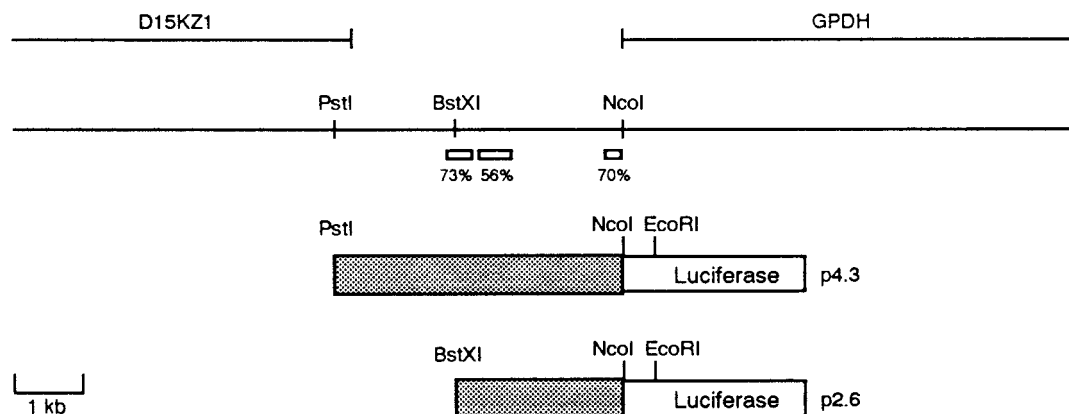 D15KZ1 GPDH
PstI BstXI NcoI
73% 56% 70%
PstI NcoI EcoRI
Luciferase p4.3
BstXI NcoI EcoRI
Luciferase p2.6
1 kb